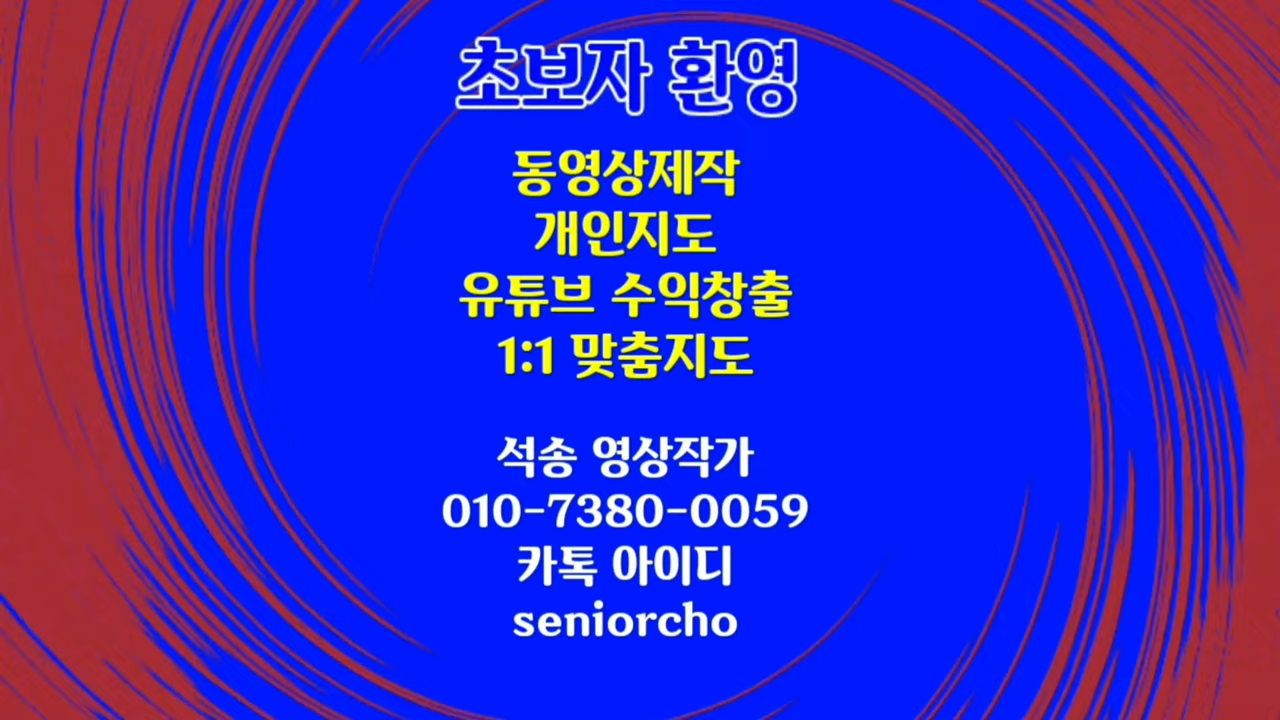 초보자 환영
동영상제작
개인지도
유튜브 수익창출
1:1 맞춤지도
석송 영상작가
010-7380-0059
카톡 아이디
seniorcho